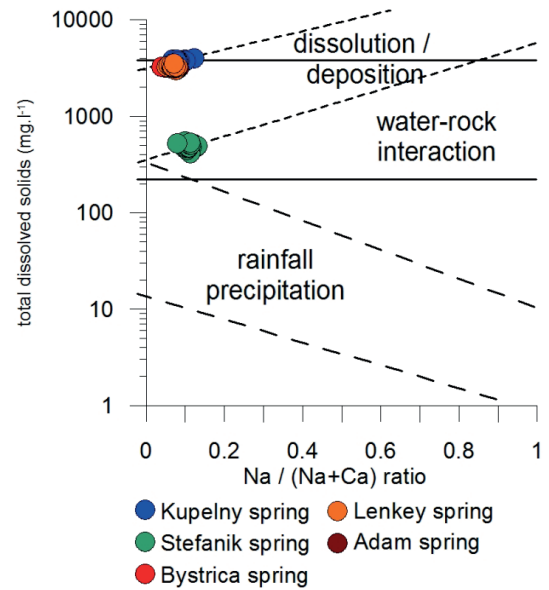 10000
1000
100
10
1
total dissolved solids (mg.l-1)
dissolution /
deposition
water-rock
interaction
rainfall
precipitation
0 0.2 0.4 0.6 0.8 1
Na / (Na+Ca) ratio
Kupelny spring Lenkey spring
Stefanik spring Adam spring
Bystrica spring